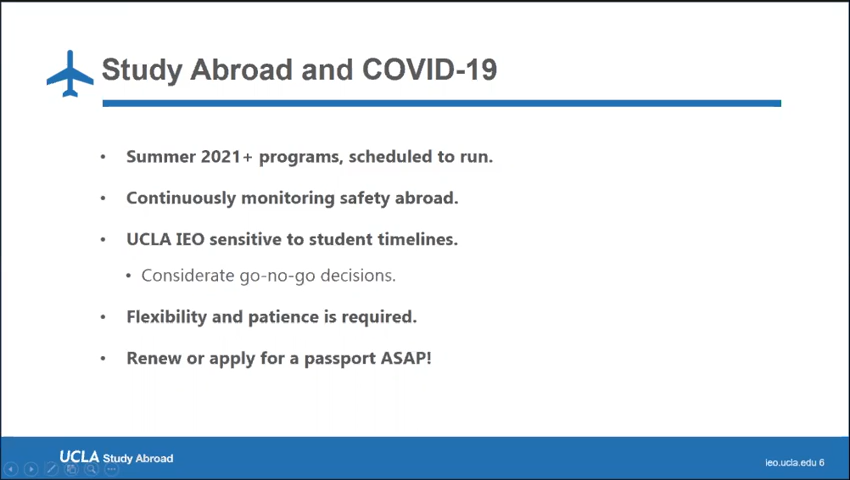 Study Abroad and COVID-19
• Summer 2021+ programs, scheduled to run.
• Continuously monitoring safety abroad.
• UCLA IEO sensitive to student timelines.
• Considerate go-no-go decisions.
• Flexibility and patience is required.
• Renew or apply for a passport ASAP!
UCLA Study Abroad
ieo.ucla.edu 6